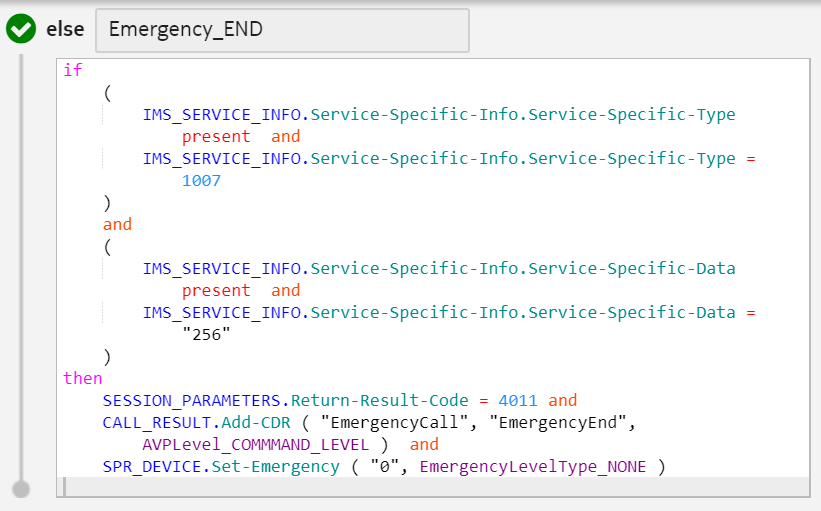 else Emergency_END
if
(
IMS_SERVICE_INFO.Service-Specific-Info.Service-Specific-Type
present and
IMS_SERVICE_INFO.Service-Specific-Info.Service-Specific-Type =
1007
)
and
(
IMS_SERVICE_INFO.Service-Specific-Info.Service-Specific-Data
present and
IMS_SERVICE_INFO.Service-Specific-Info.Service-Specific-Data =
"256"
)
then
SESSION_PARAMETERS.Return-Result-Code = 4011 and
CALL_RESULT.Add-CDR ( "EmergencyCall", "EmergencyEnd",
AVPLevel_COMMMAND_LEVEL ) and
SPR_DEVICE.Set-Emergency ( "0", EmergencyLevelType_NONE )